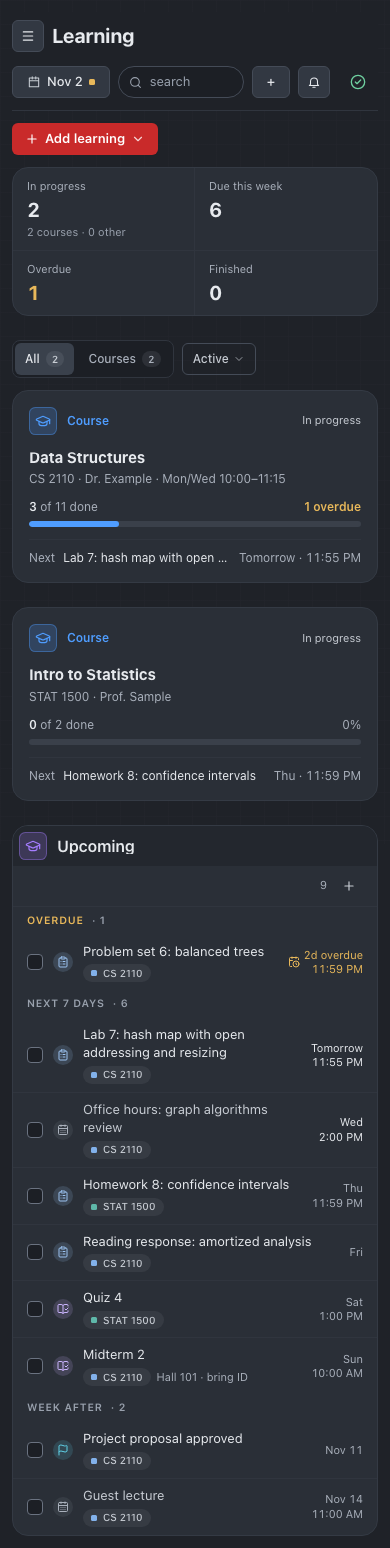 Learning
Nov 2
search
+ Add learning
In progress
2
2 courses · 0 other
Due this week
6
Overdue
1
Finished
0
All 2
Courses 2
Active
Course
In progress
Data Structures
CS 2110 · Dr. Example · Mon/Wed 10:00–11:15
3 of 11 done
1 overdue
Next Lab 7: hash map with open ... Tomorrow · 11:55 PM
Course
In progress
Intro to Statistics
STAT 1500 · Prof. Sample
0 of 2 done
0%
Next Homework 8: confidence intervals Thu · 11:59 PM
Upcoming
9 +
OVERDUE · 1
Problem set 6: balanced trees
CS 2110
2d overdue
11:59 PM
NEXT 7 DAYS · 6
Lab 7: hash map with open
addressing and resizing
CS 2110
Tomorrow
11:55 PM
Office hours: graph algorithms
review
CS 2110
Wed
2:00 PM
Homework 8: confidence intervals
STAT 1500
Thu
11:59 PM
Reading response: amortized analysis
CS 2110
Fri
Quiz 4
STAT 1500
Sat
1:00 PM
Midterm 2
CS 2110 Hall 101 · bring ID
Sun
10:00 AM
WEEK AFTER · 2
Project proposal approved
CS 2110
Nov 11
Guest lecture
CS 2110
Nov 14
11:00 AM